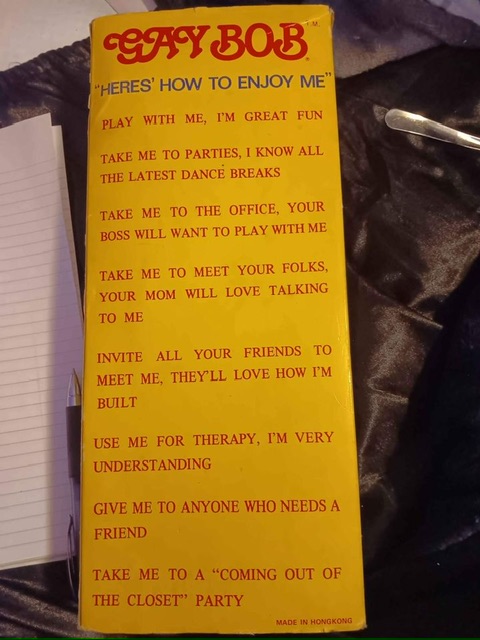 GAY BOB
"HERES' HOW TO ENJOY ME"
PLAY WITH ME, I'M GREAT FUN
TAKE ME TO PARTIES, I KNOW ALL
THE LATEST DANCE BREAKS
TAKE ME TO THE OFFICE, YOUR
BOSS WILL WANT TO PLAY WITH ME
TAKE ME TO MEET YOUR FOLKS,
YOUR MOM WILL LOVE TALKING
TO ME
INVITE ALL YOUR FRIENDS TO
MEET ME, THEY'LL LOVE HOW I'M
BUILT
USE ME FOR THERAPY, I'M VERY
UNDERSTANDING
GIVE ME TO ANYONE WHO NEEDS A
FRIEND
TAKE ME TO A "COMING OUT OF
THE CLOSET" PARTY
MADE IN HONGKONG